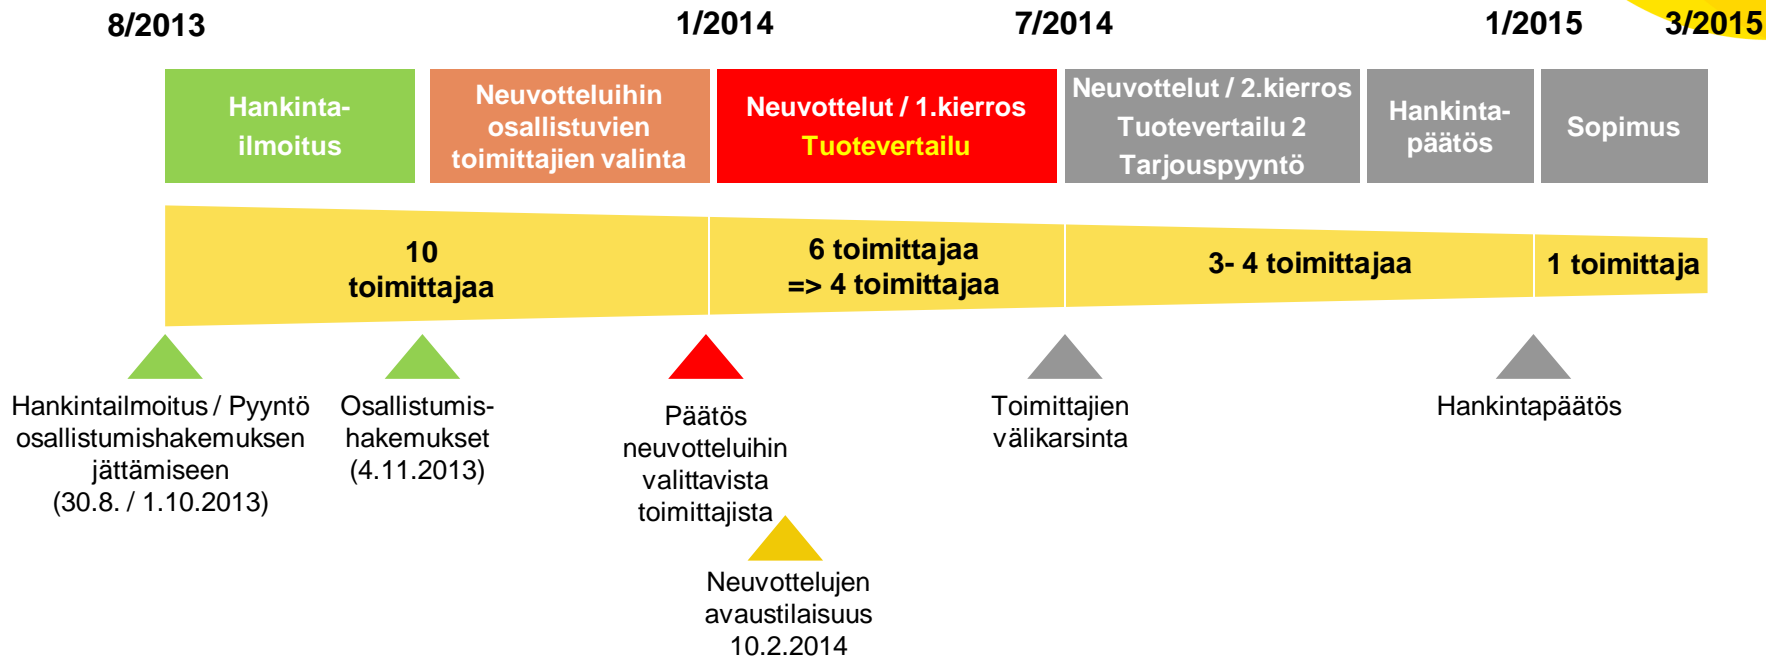 8/2013
1/2014
7/2014
1/2015
3/2015
Hankinta-
ilmoitus
Neuvotteluihin
osallistuvien
toimittajien valinta
Neuvottelut / 1.kierros
Tuotevertailu
Neuvottelut / 2.kierros
Tuotevertailu 2
Tarjouspyyntö
Hankinta-
päätös
Sopimus
10
toimittajaa
6 toimittajaa
=> 4 toimittajaa
3- 4 toimittajaa
1 toimittaja
Hankintailmoitus / Pyyntö
osallistumishakemuksen
jättämiseen
(30.8. / 1.10.2013)
Osallistumis-
hakemukset
(4.11.2013)
Päätös
neuvotteluihin
valittavista
toimittajista
Neuvottelujen
avaustilaisuus
10.2.2014
Toimittajien
välikarsinta
Hankintapäätös